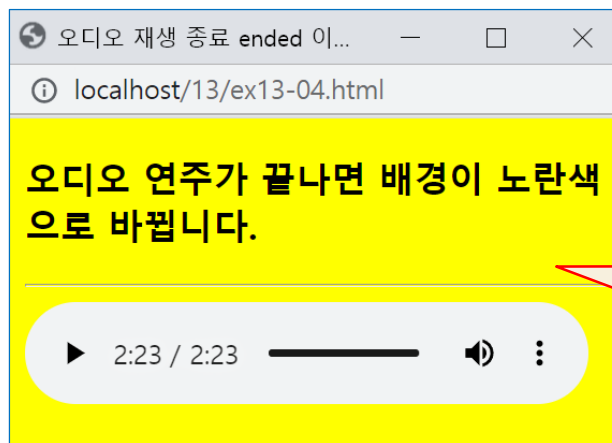 오디오 재생 종료 ended 이...
localhost/13/ex13-04.html
오디오 연주가 끝나면 배경이 노란색
으로 바뀝니다.
2:23 / 2:23